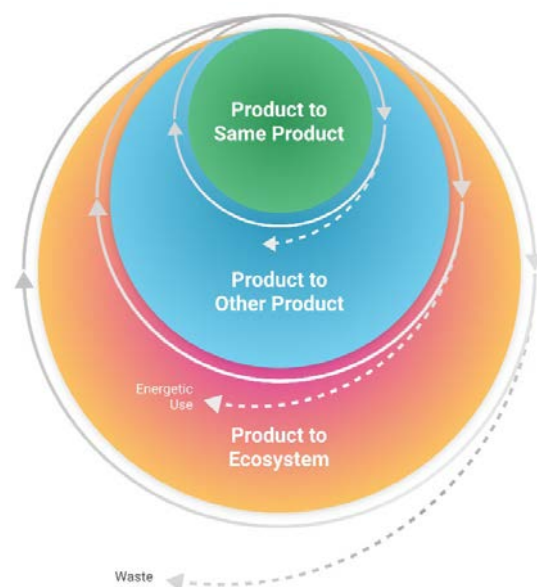 Product to
Same Product
Product to
Other Product
Energetic
Use
Product to
Ecosystem
Waste